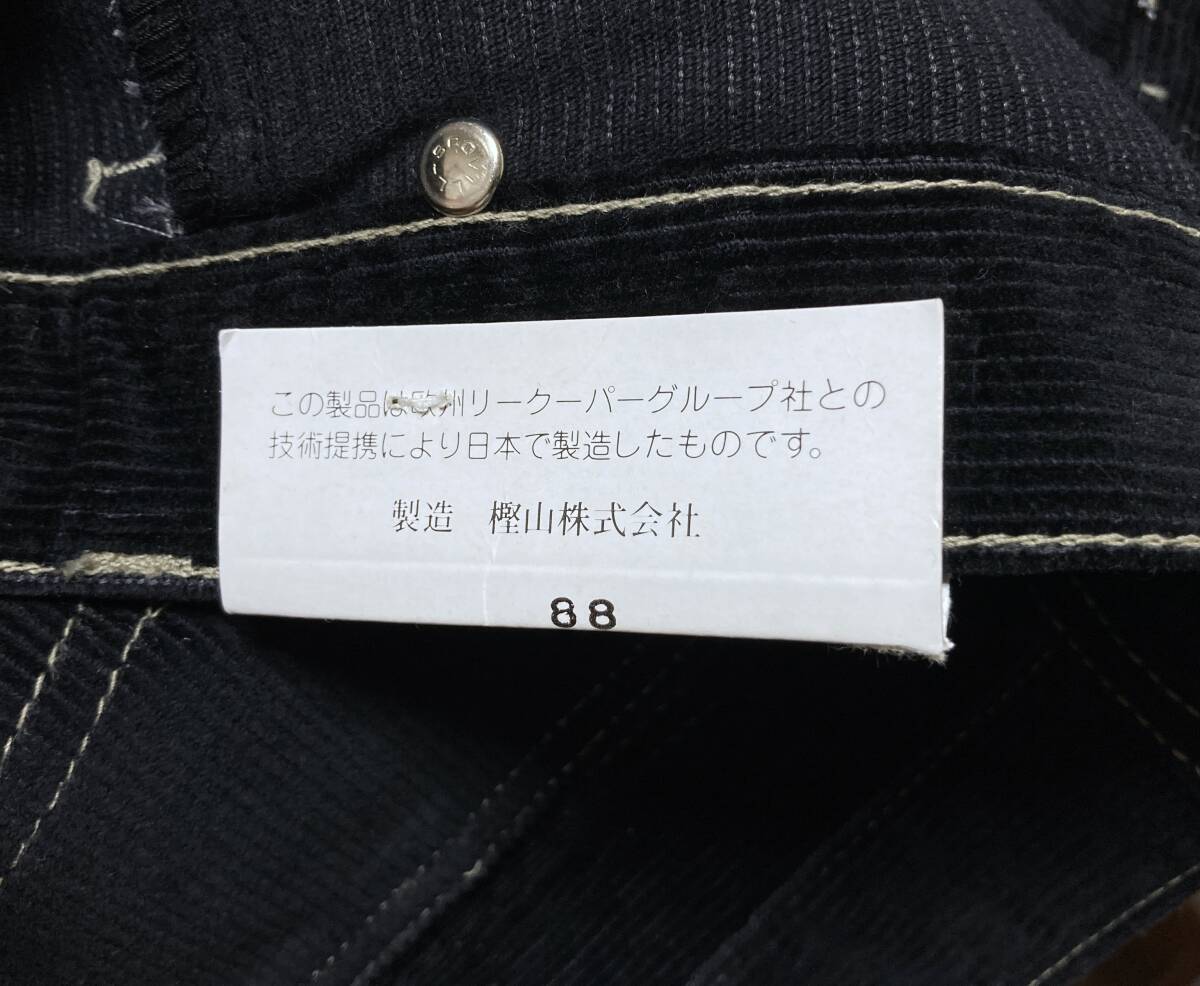 この製品は欧州リークーパーグループ社との
技術提携により日本で製造したものです。
製造　樫山株式会社
88